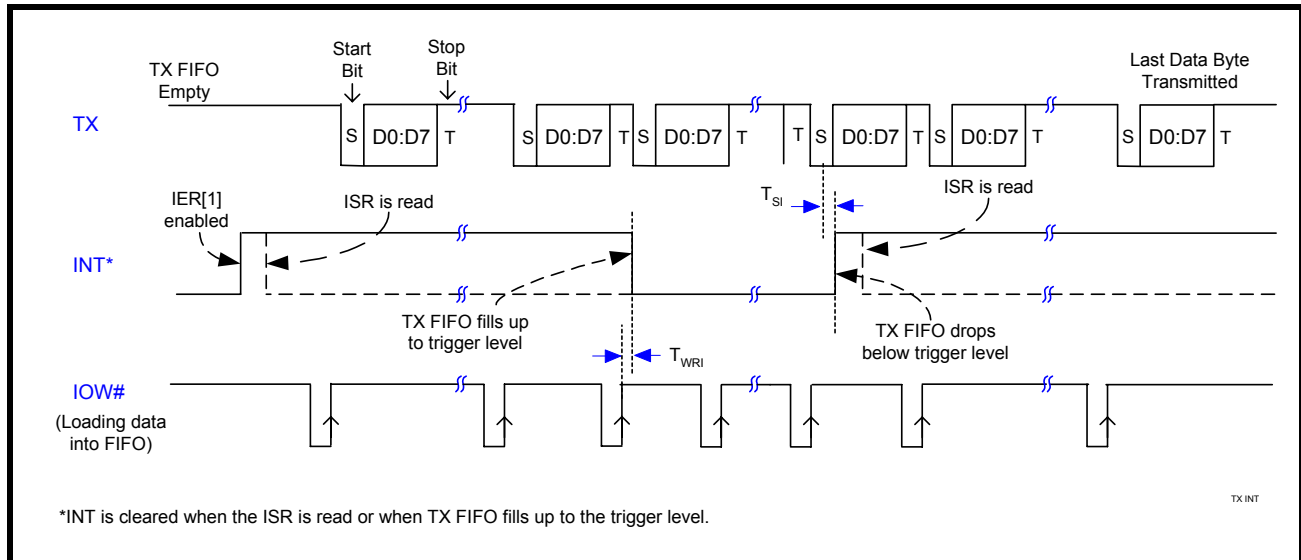 Start
Bit
Stop
Bit
TX FIFO
Empty
Last Data Byte
Transmitted
TX
S D0:D7 T S D0:D7 T S D0:D7 T T S D0:D7 T S D0:D7 T S D0:D7 T
IER[1]
enabled
ISR is read
TSI
ISR is read
INT*
TX FIFO fills up
to trigger level
TX FIFO drops
below trigger level
TWRI
IOW#
(Loading data
into FIFO)
TX INT
*INT is cleared when the ISR is read or when TX FIFO fills up to the trigger level.